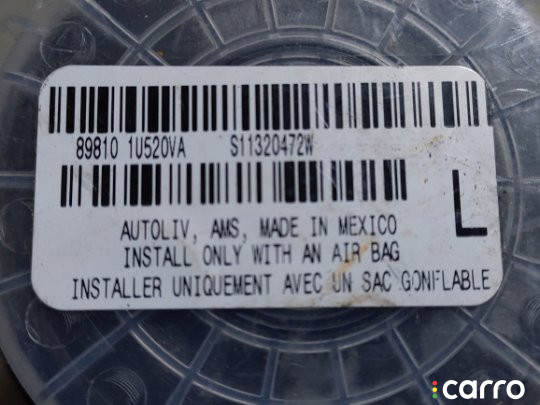 89810 1U520VA S11320472W
AUTOLIV, AMS, MADE IN MEXICO
INSTALL ONLY WITH AN AIR BAG
INSTALLER UNIQUEMENT AVEC UN SAC GONFLABLE
L
carro